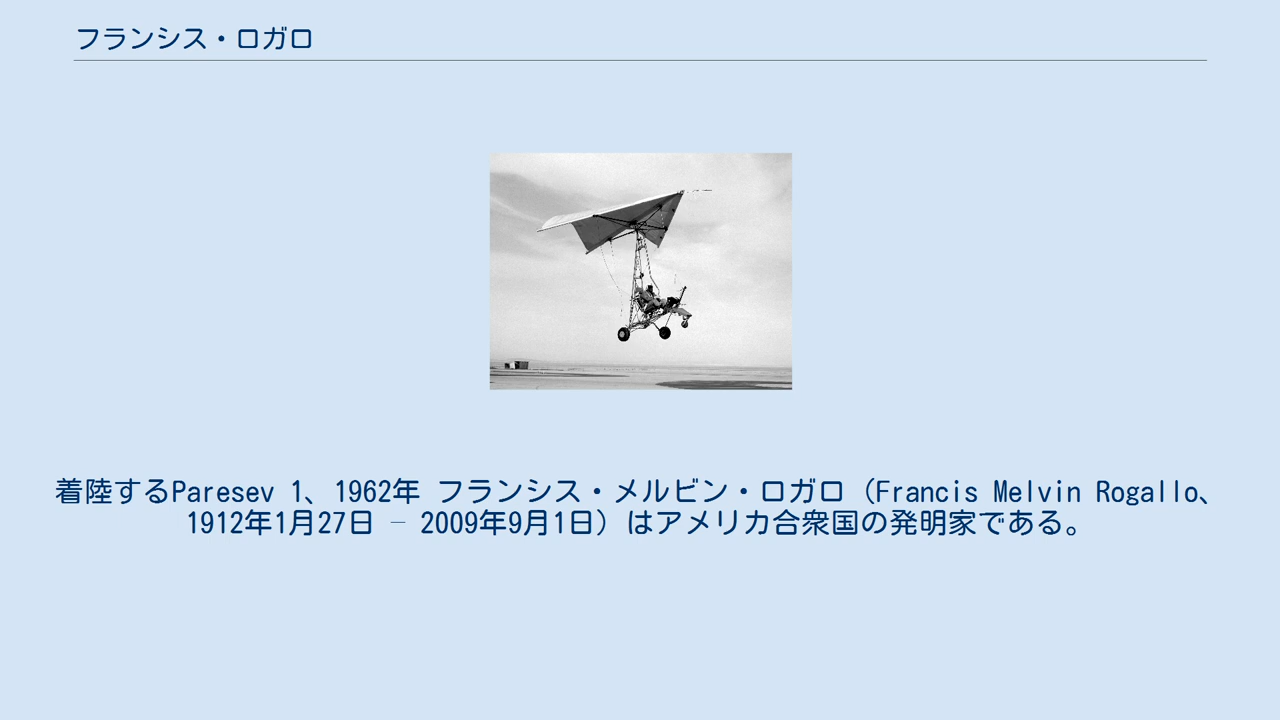 フランシス・ロガロ
着陸するParesev 1、1962年 フランシス・メルビン・ロガロ（Francis Melvin Rogallo、
1912年1月27日 – 2009年9月1日）はアメリカ合衆国の発明家である。